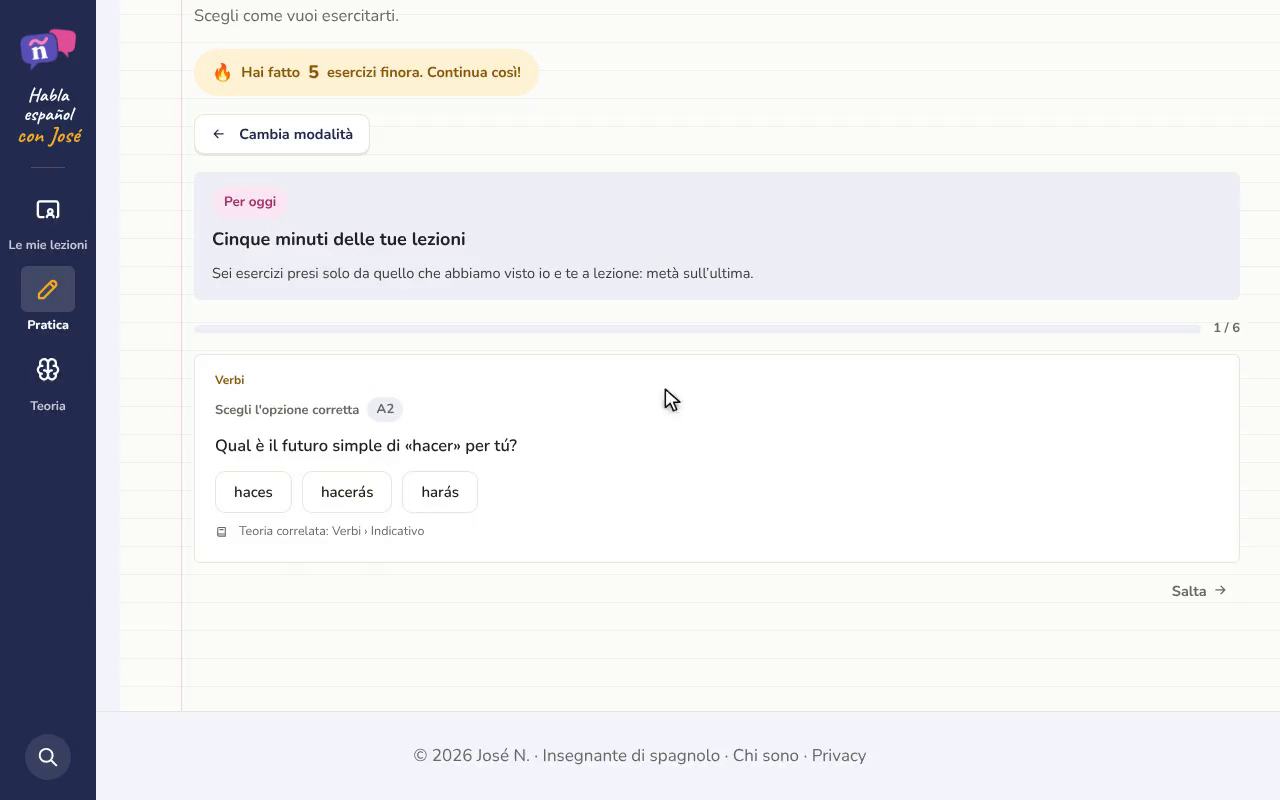 ñ
Habla
español
con José
Le mie lezioni
Pratica
Teoria
Scegli come vuoi esercitarti.
🔥 Hai fatto 5 esercizi finora. Continua così!
← Cambia modalità
Per oggi
Cinque minuti delle tue lezioni
Sei esercizi presi solo da quello che abbiamo visto io e te a lezione: metà sull'ultima.
1 / 6
Verbi
Scegli l'opzione corretta A2
Qual è il futuro simple di «hacer» per tú?
haces hacerás harás
Teoria correlata: Verbi › Indicativo
Salta →
© 2026 José N. · Insegnante di spagnolo · Chi sono · Privacy